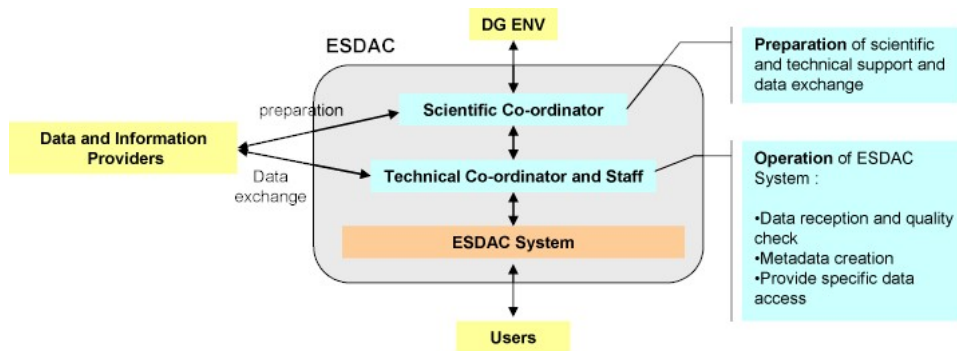 DG ENV
ESDAC
Preparation of scientific
and technical support and
data exchange
preparation
Scientific Co-ordinator
Data and Information
Providers
Data
exchange
Technical Co-ordinator and Staff
Operation of ESDAC
System :
•Data reception and quality
check
•Metadata creation
•Provide specific data
access
ESDAC System
Users